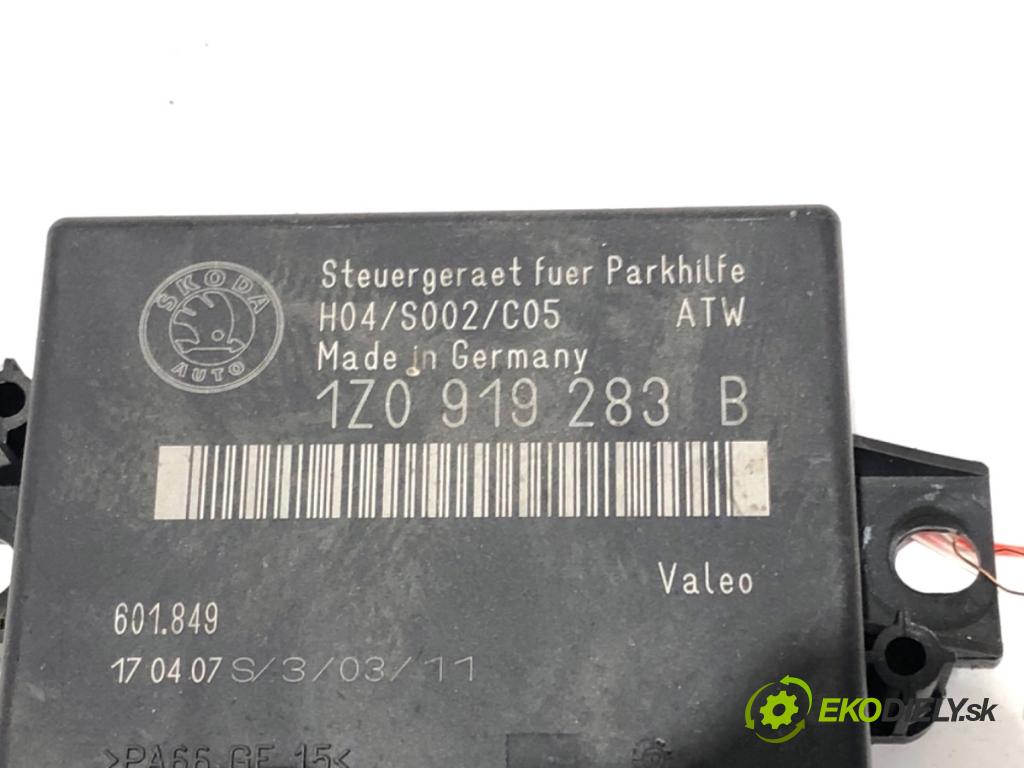 SKODA
AUTO
Steuergeraet fuer Parkhilfe
H04/S002/C05 ATW
Made in Germany
1Z0 919 283 B
Valeo
601.849
17 04 07 S/3/03/11
>PA66 GF 15<
EKODIELY.sk